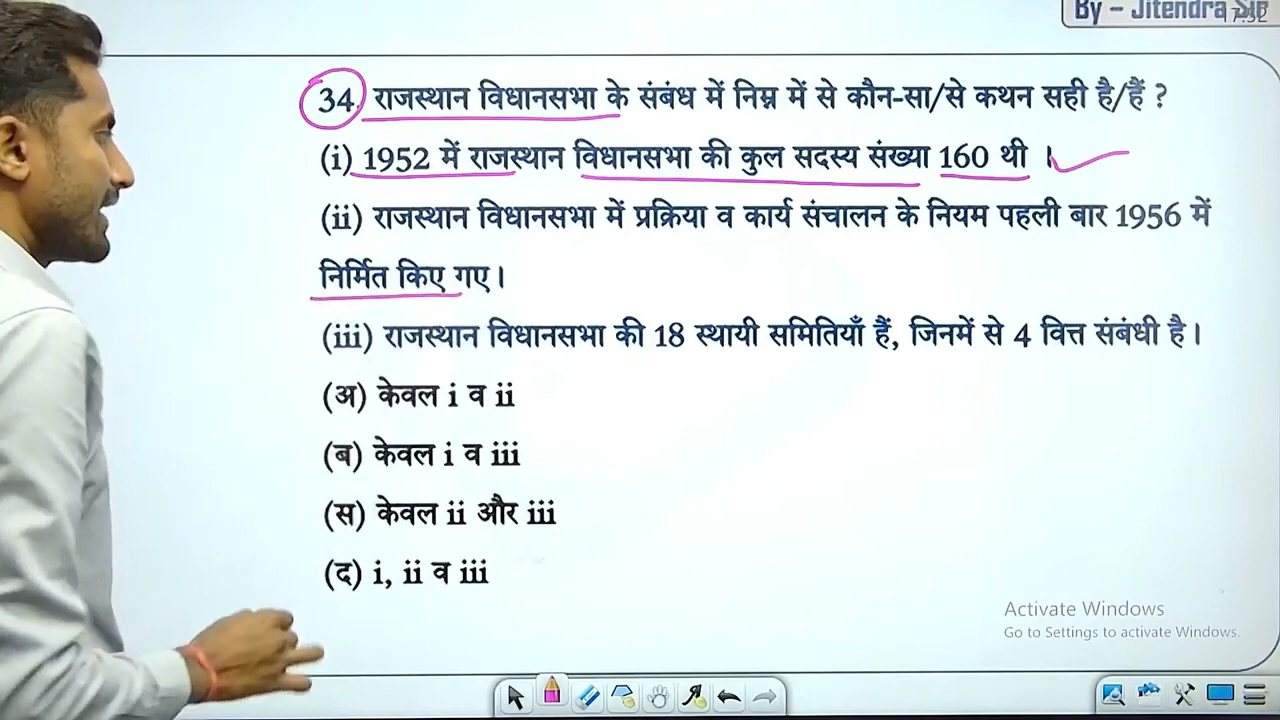 By – Jitendra Sir
17:52
34. राजस्थान विधानसभा के संबंध में निम्न में से कौन-सा/से कथन सही है/हैं ?
(i) 1952 में राजस्थान विधानसभा की कुल सदस्य संख्या 160 थी ।
(ii) राजस्थान विधानसभा में प्रक्रिया व कार्य संचालन के नियम पहली बार 1956 में
निर्मित किए गए।
(iii) राजस्थान विधानसभा की 18 स्थायी समितियाँ हैं, जिनमें से 4 वित्त संबंधी है।
(अ) केवल i व ii
(ब) केवल i व iii
(स) केवल ii और iii
(द) i, ii व iii
Activate Windows
Go to Settings to activate Windows.